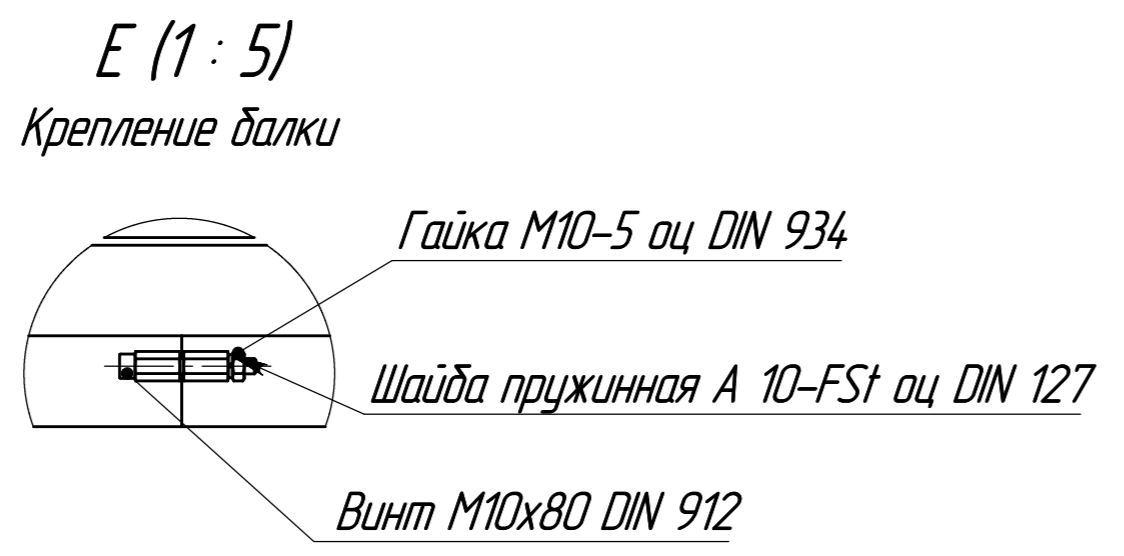 E (1 : 5)
Крепление балки
Гайка М10-5 оц DIN 934
Шайба пружинная А 10-FSt оц DIN 127
Винт М10х80 DIN 912